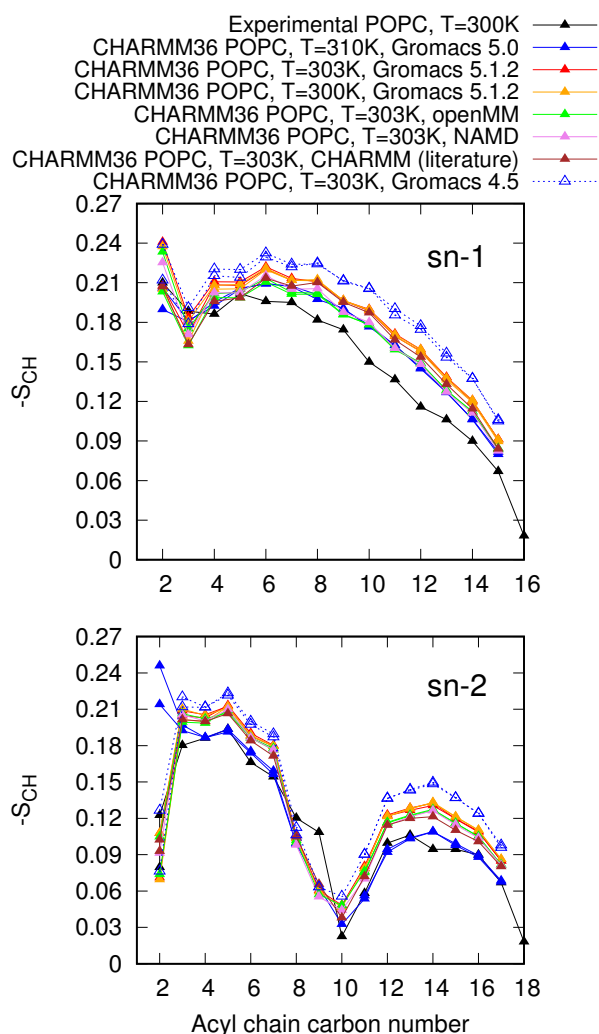 Experimental POPC, T=300K
CHARMM36 POPC, T=310K, Gromacs 5.0
CHARMM36 POPC, T=303K, Gromacs 5.1.2
CHARMM36 POPC, T=300K, Gromacs 5.1.2
CHARMM36 POPC, T=303K, openMM
CHARMM36 POPC, T=303K, NAMD
CHARMM36 POPC, T=303K, CHARMM (literature)
CHARMM36 POPC, T=303K, Gromacs 4.5
0.27
0.24
0.21
0.18
0.15
0.12
0.09
0.06
0.03
0
-SCH
sn-1
2 4 6 8 10 12 14 16 18
0.27
0.24
0.21
0.18
0.15
0.12
0.09
0.06
0.03
0
-SCH
sn-2
2 4 6 8 10 12 14 16 18
Acyl chain carbon number